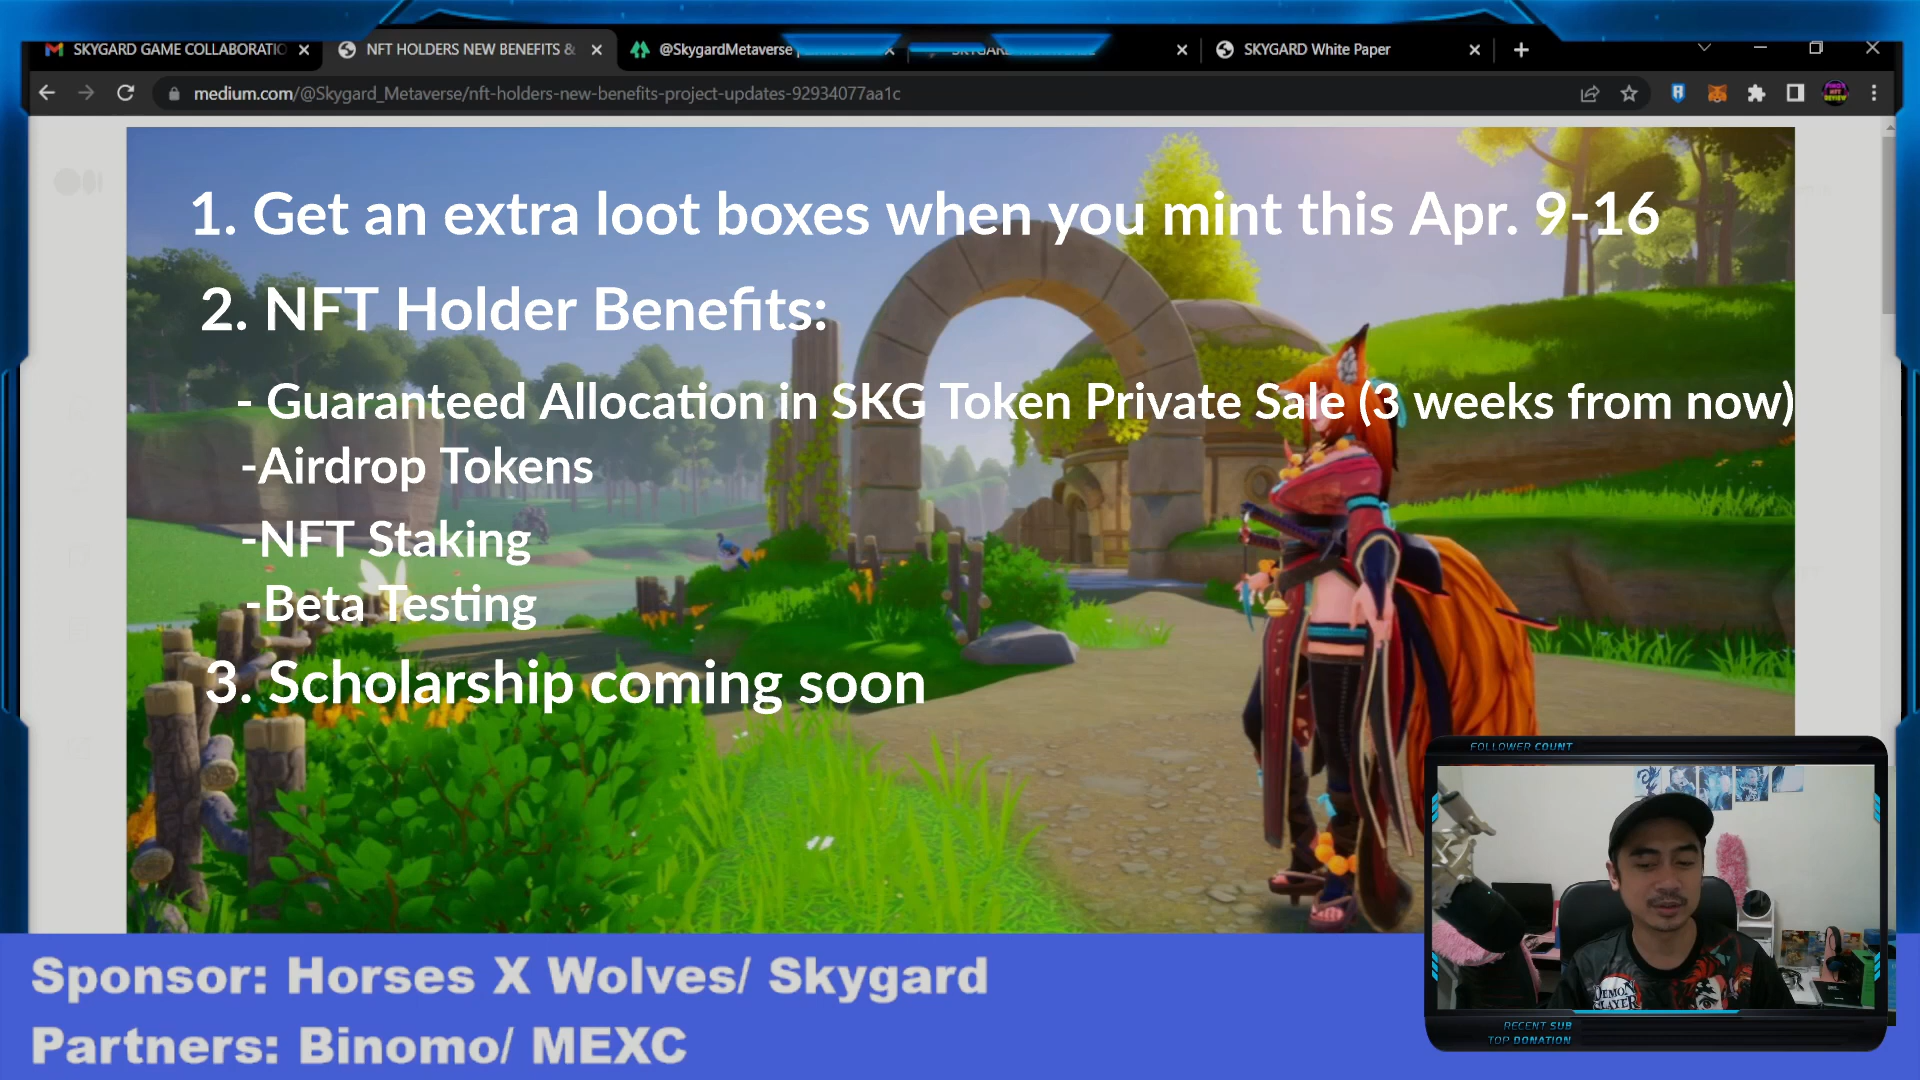 SKYGARD GAME COLLABORATIO
NFT HOLDERS NEW BENEFITS &
@SkygardMetaverse
SKYGARD White Paper
medium.com/@Skygard_Metaverse/nft-holders-new-benefits-project-updates-92934077aa1c
1. Get an extra loot boxes when you mint this Apr. 9-16
2. NFT Holder Benefits:
- Guaranteed Allocation in SKG Token Private Sale (3 weeks from now)
-Airdrop Tokens
-NFT Staking
-Beta Testing
3. Scholarship coming soon
FOLLOWER COUNT
DEMON
SLAYER
RECENT SUB
TOP DONATION
Sponsor: Horses X Wolves/ Skygard
Partners: Binomo/ MEXC